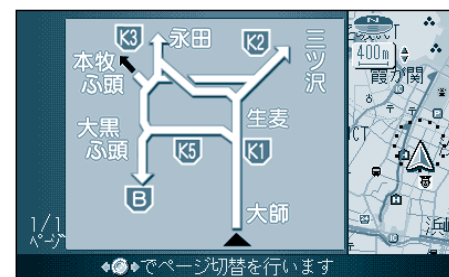 K3
永田
K2
三ツ沢
本牧
ふ頭
400m
霞が関
大黒
ふ頭
生麦
K5
K1
CT
B
大師
1/1
ページ
浜
でページ切替を行います